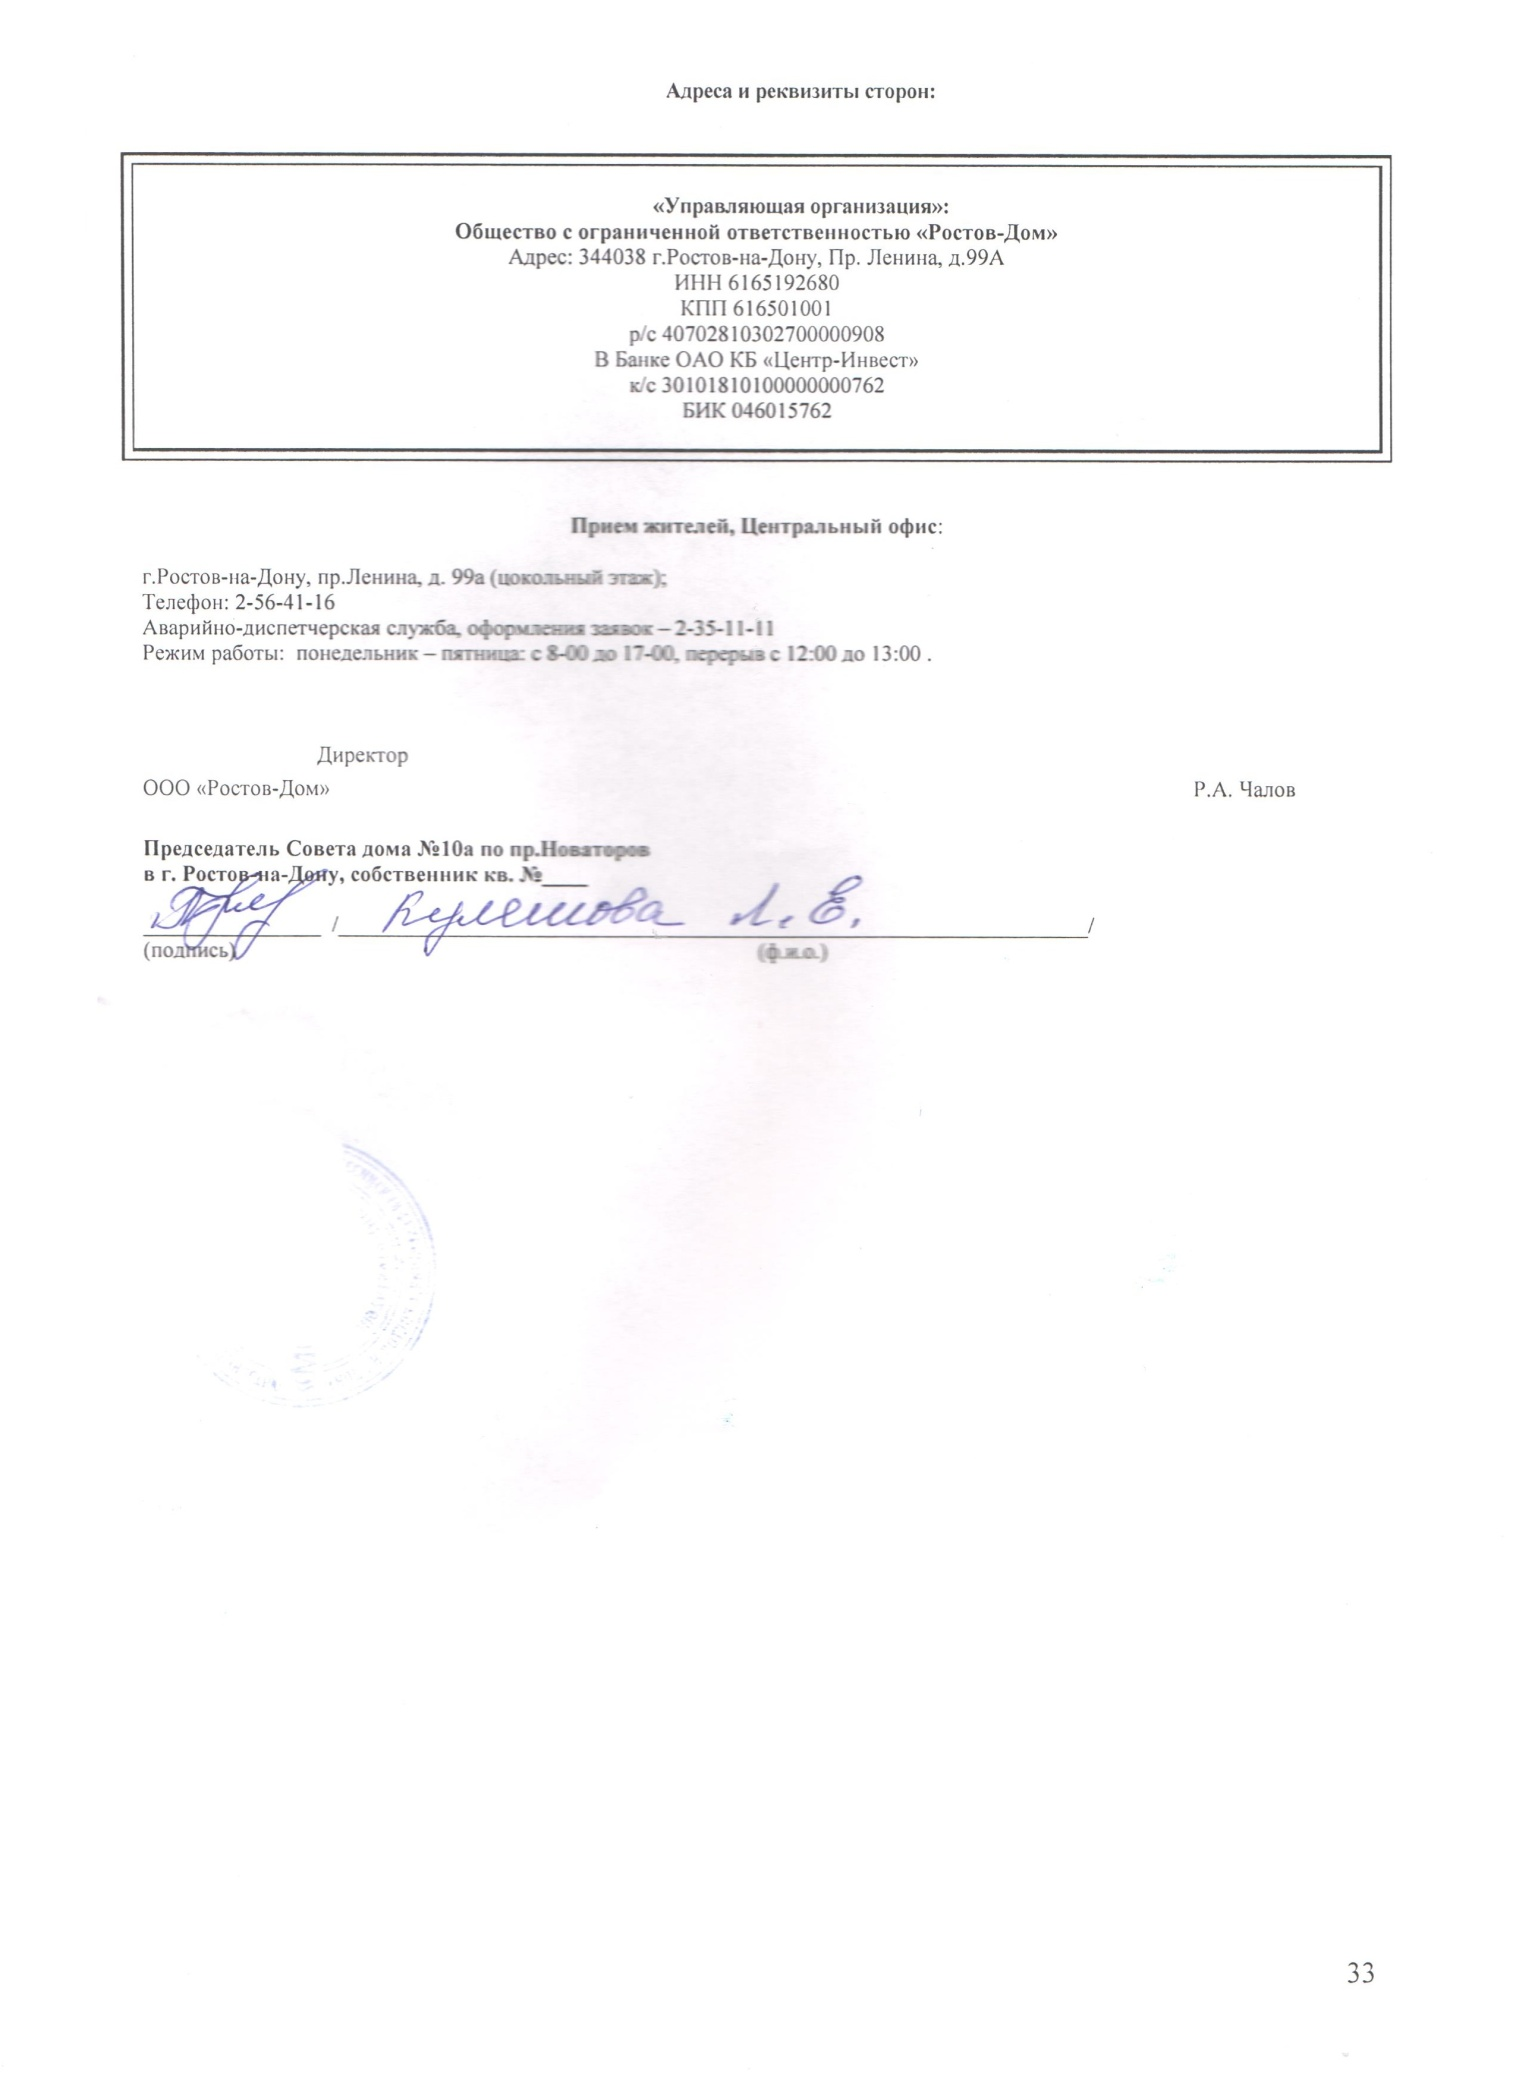 Адреса и реквизиты сторон:
«Управляющая организация»:
Общество с ограниченной ответственностью «Ростов-Дом»
Адрес: 344038 г.Ростов-на-Дону, Пр. Ленина, д.99А
ИНН 6165192680
КПП 616501001
р/с 40702810302700000908
В Банке ОАО КБ «Центр-Инвест»
к/с 30101810100000000762
БИК 046015762
Прием жителей, Центральный офис:
г.Ростов-на-Дону, пр.Ленина, д. 99а (цокольный этаж);
Телефон: 2-56-41-16
Аварийно-диспетчерская служба, оформления заявок – 2-35-11-11
Режим работы: понедельник – пятница: с 8-00 до 17-00, перерыв с 12:00 до 13:00 .
Директор
ООО «Ростов-Дом» Р.А. Чалов
Председатель Совета дома №10а по пр.Новаторов
в г. Ростов-на-Дону, собственник кв. №____
/ Кулешова Л.Е. /
(подпись) (ф.и.о.)
33